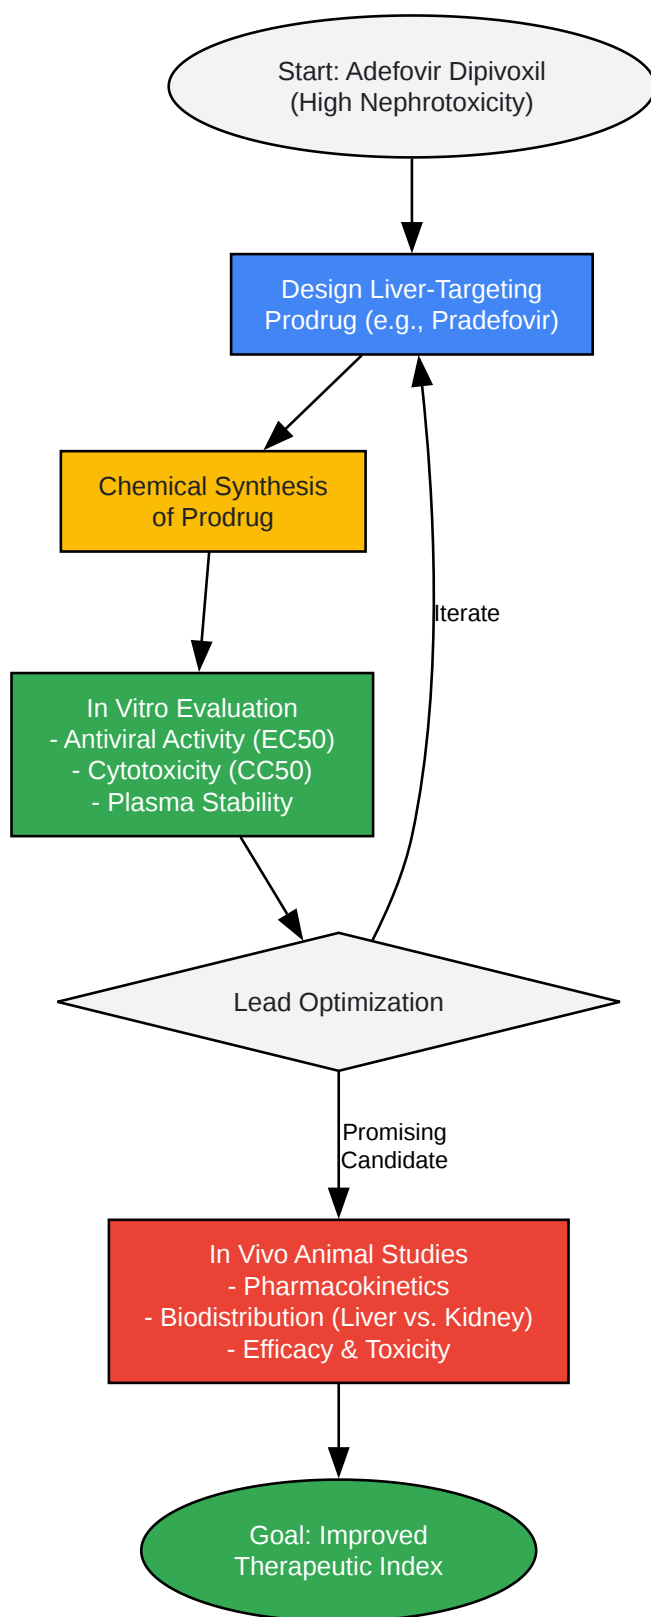 Start: Adefovir Dipivoxil
(High Nephrotoxicity)
Design Liver-Targeting
Prodrug (e.g., Pradefovir)
Chemical Synthesis
of Prodrug
Iterate
In Vitro Evaluation
- Antiviral Activity (EC50)
- Cytotoxicity (CC50)
- Plasma Stability
Lead Optimization
Promising
Candidate
In Vivo Animal Studies
- Pharmacokinetics
- Biodistribution (Liver vs. Kidney)
- Efficacy & Toxicity
Goal: Improved
Therapeutic Index